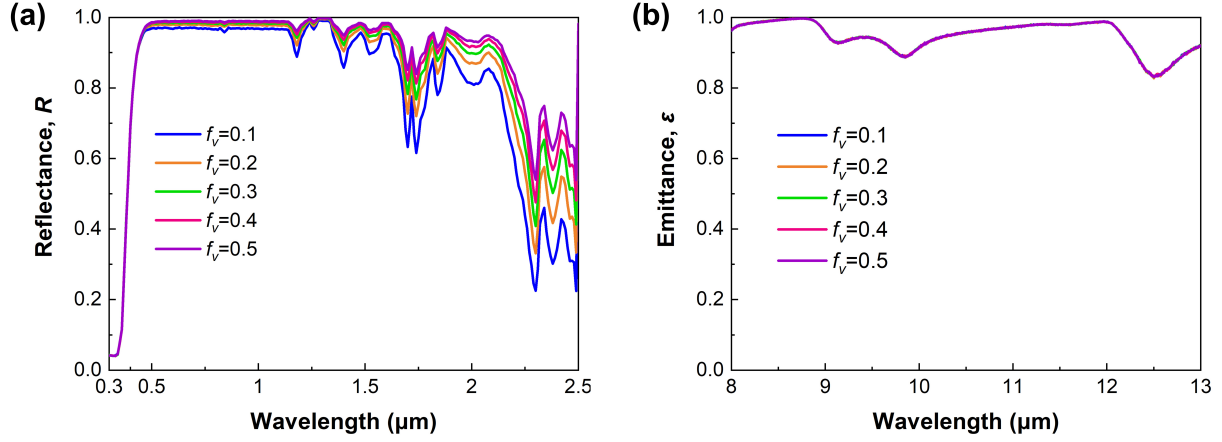 (a)
Reflectance, R
1.0
0.8
0.6
0.4
0.2
0.0
f_v=0.1
f_v=0.2
f_v=0.3
f_v=0.4
f_v=0.5
0.3 0.5 1 1.5 2 2.5
Wavelength (μm)
(b)
Emittance, ε
1.0
0.8
0.6
0.4
0.2
0.0
f_v=0.1
f_v=0.2
f_v=0.3
f_v=0.4
f_v=0.5
8 9 10 11 12 13
Wavelength (μm)